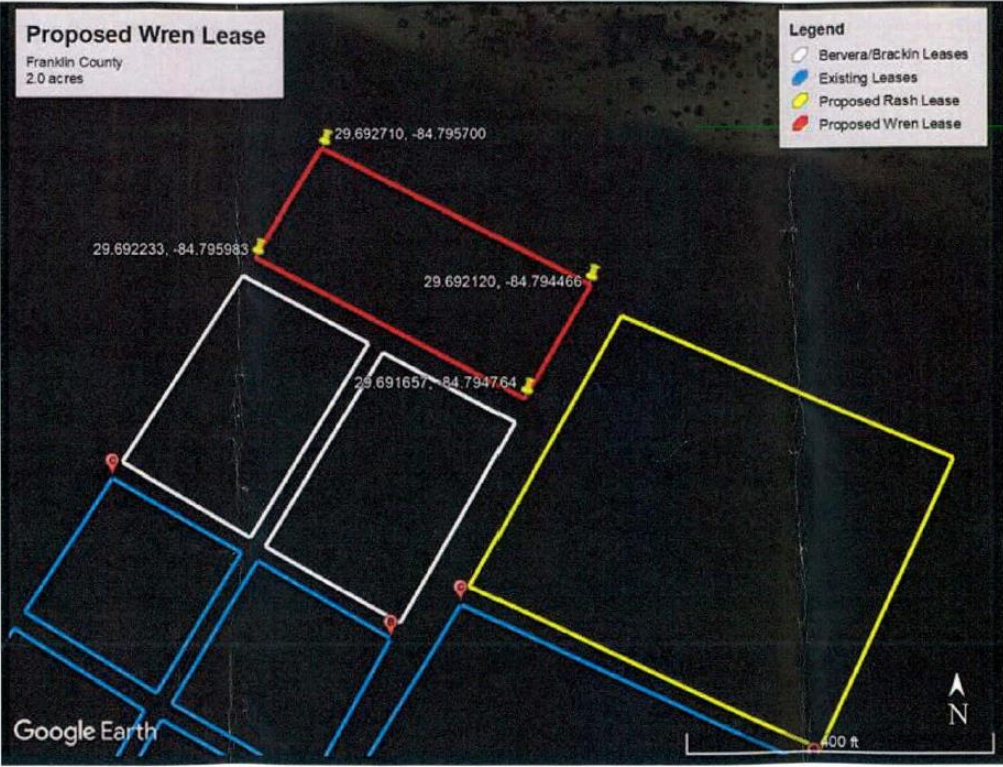 Proposed Wren Lease
Franklin County
2.0 acres
Legend
Bervera/Brackin Leases
Existing Leases
Proposed Rash Lease
Proposed Wren Lease
29.692710, -84.795700
29.692233, -84.795983
29.692120, -84.794466
29.691657, -84.794764
Google Earth
N
400 ft